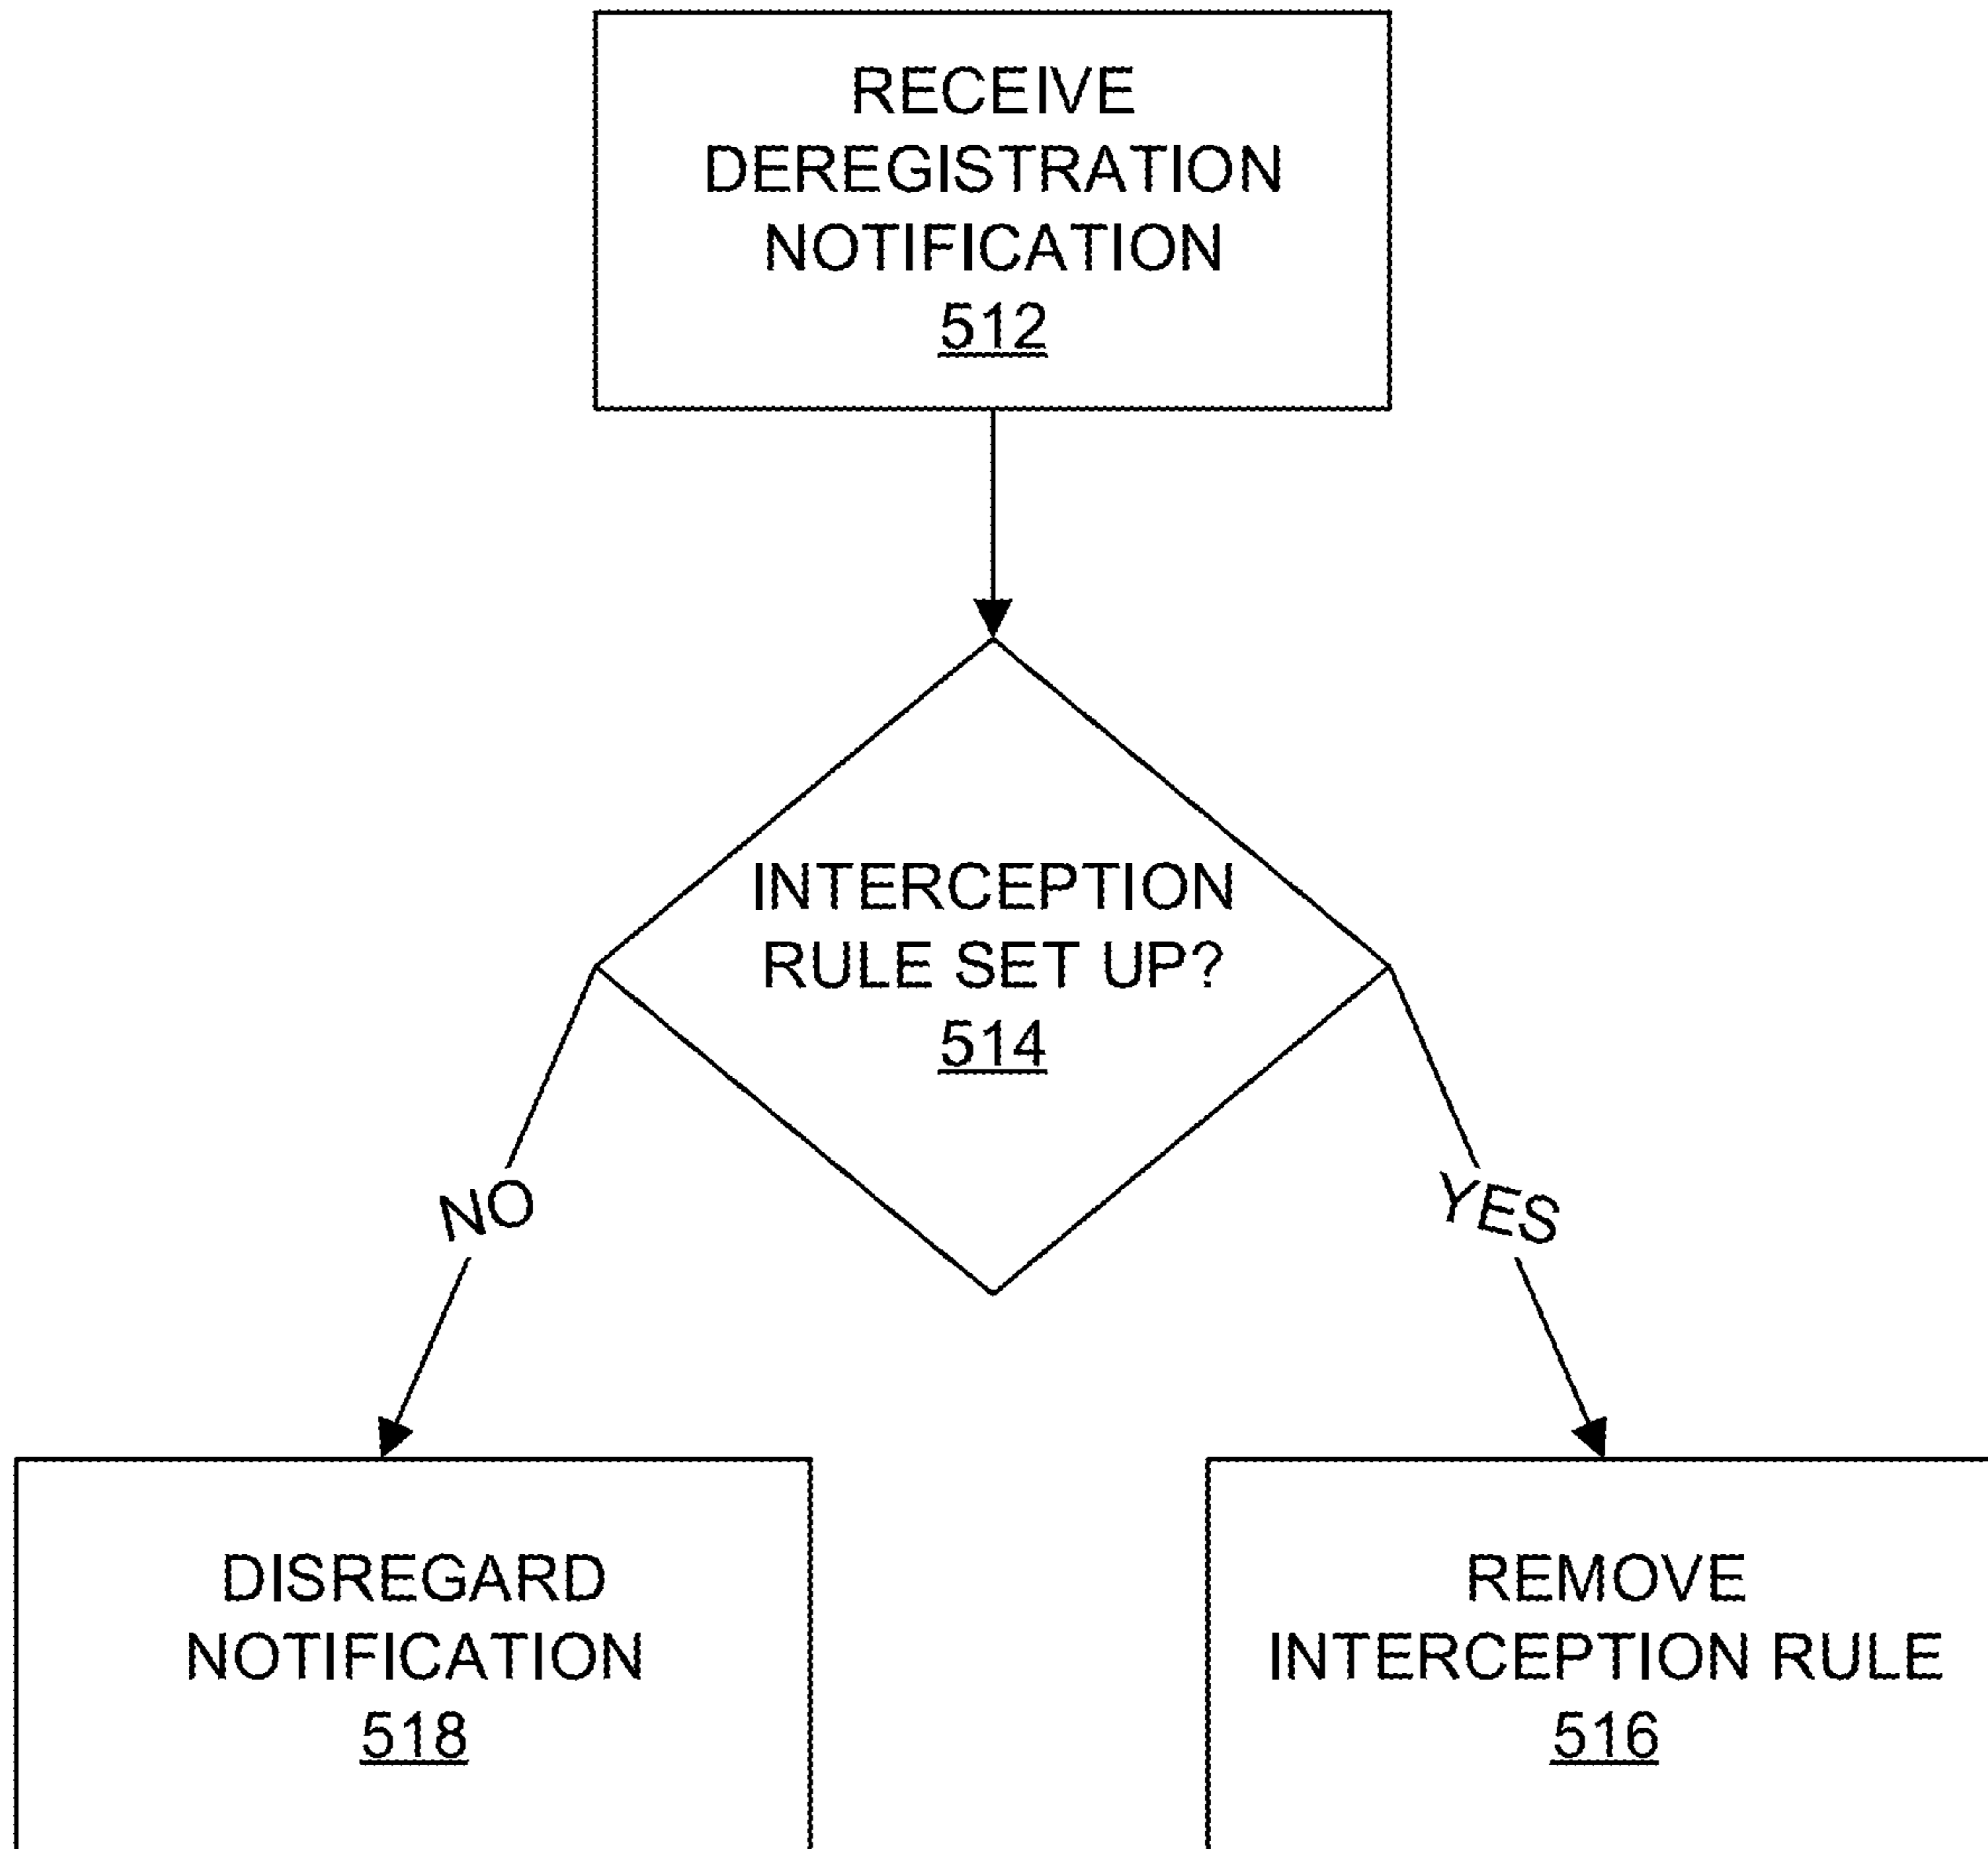 RECEIVE
DEREGISTRATION
NOTIFICATION
512
INTERCEPTION
RULE SET UP?
514
NO
YES
DISREGARD
NOTIFICATION
518
REMOVE
INTERCEPTION RULE
516